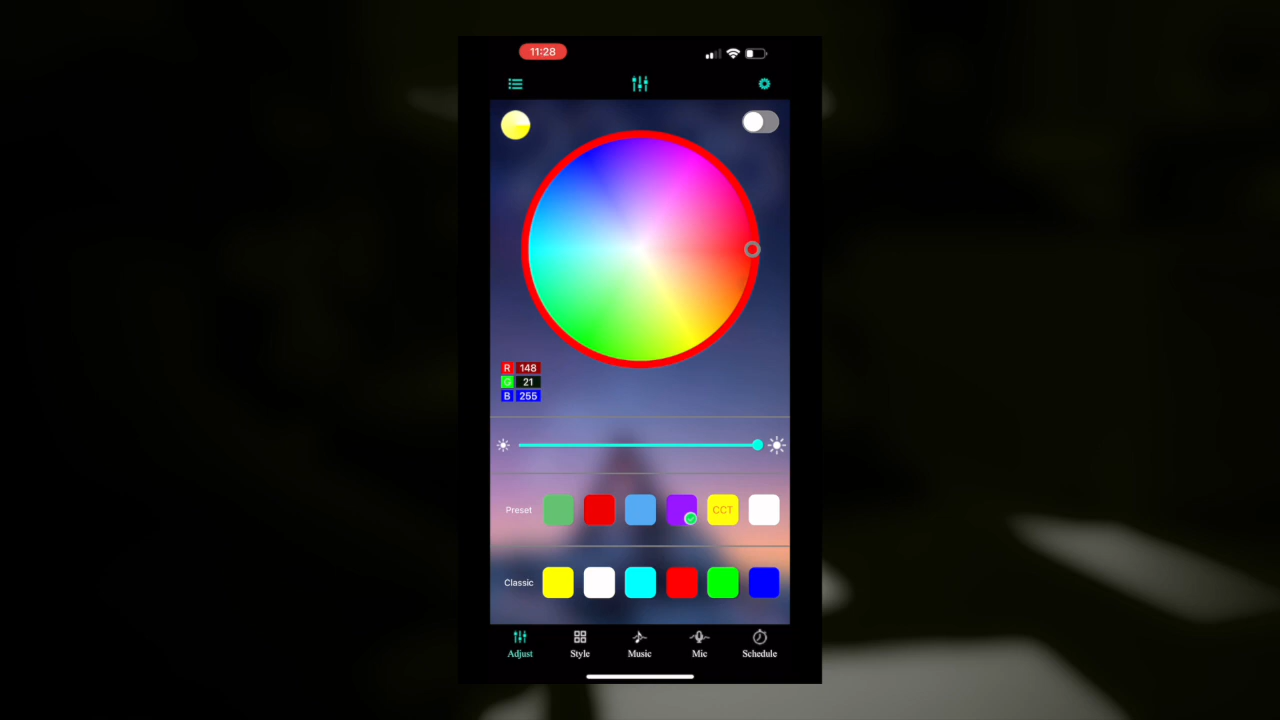 11:28
R 148
G 21
B 255
Preset
CCT
Classic
Adjust Style Music Mic Schedule